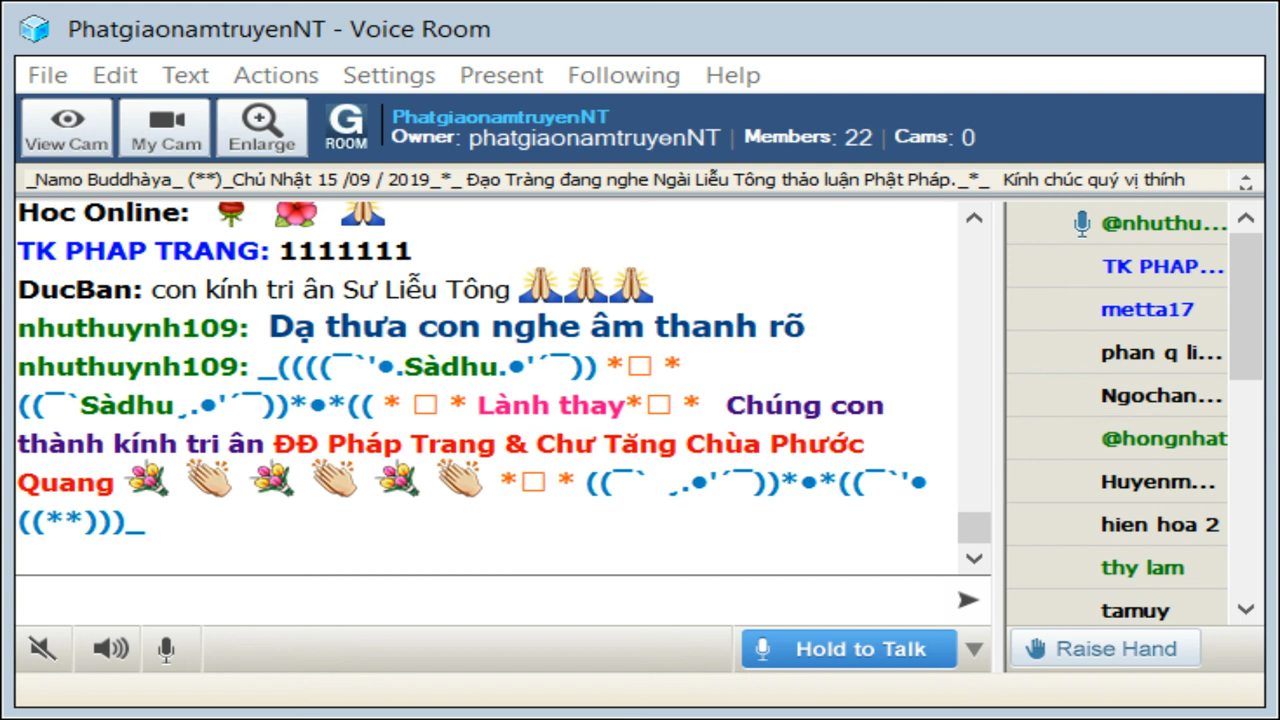 PhatgiaonamtruyenNT - Voice Room
File Edit Text Actions Settings Present Following Help
View Cam My Cam Enlarge G ROOM
PhatgiaonamtruyenNT
Owner: phatgiaonamtruyenNT | Members: 22 | Cams: 0
_Namo Buddhàya_ (**)_Chủ Nhật 15 /09 / 2019_*_ Đạo Tràng đang nghe Ngài Liễu Tông thảo luận Phật Pháp._*_ Kính chúc quý vị thính
Hoc Online:
TK PHAP TRANG: 1111111
DucBan: con kính tri ân Sư Liễu Tông 🙏🙏🙏
nhuthuynh109: Dạ thưa con nghe âm thanh rõ
nhuthuynh109: _((((¯`'●.Sàdhu.●'´¯)) *□ *
((¯`Sàdhu¸.●'´¯))*●*(( * □ * Lành thay*□ * Chúng con
thành kính tri ân ĐĐ Pháp Trang & Chư Tăng Chùa Phước
Quang 💐 👏 💐 👏 💐 👏 *□ * ((¯` ¸.●'´¯))*●*((¯`'●
((**)))_
@nhuthu...
TK PHAP...
metta17
phan q li...
Ngochan...
@hongnhat
Huyenm...
hien hoa 2
thy lam
tamuy
Hold to Talk
Raise Hand